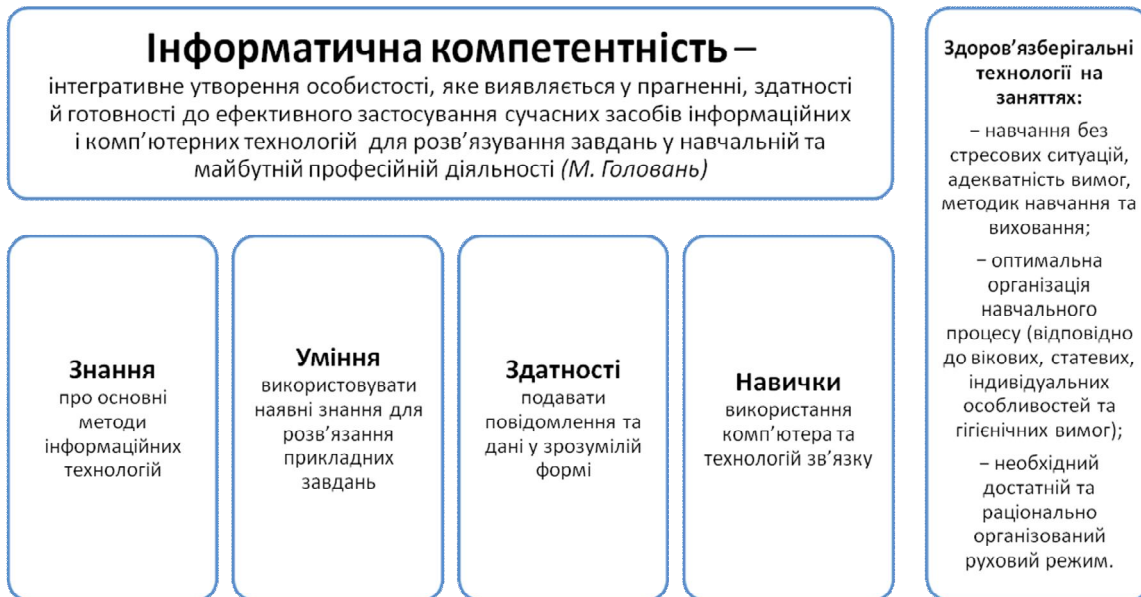 Інформатична компетентність –
інтегративне утворення особистості, яке виявляється у прагненні, здатності
й готовності до ефективного застосування сучасних засобів інформаційних
і комп’ютерних технологій для розв’язування завдань у навчальній та
майбутній професійній діяльності (М. Головань)
Знання
про основні
методи
інформаційних
технологій
Уміння
використовувати
наявні знання для
розв’язання
прикладних
завдань
Здатності
подавати
повідомлення та
дані у зрозумілій
формі
Навички
використання
комп’ютера та
технологій зв’язку
Здоров’язберігальні
технології на
заняттях:
– навчання без
стресових ситуацій,
адекватність вимог,
методик навчання та
виховання;
– оптимальна
організація
навчального
процесу (відповідно
до вікових, статевих,
індивідуальних
особливостей та
гігієнічних вимог);
– необхідний
достатній та
раціонально
організований
руховий режим.